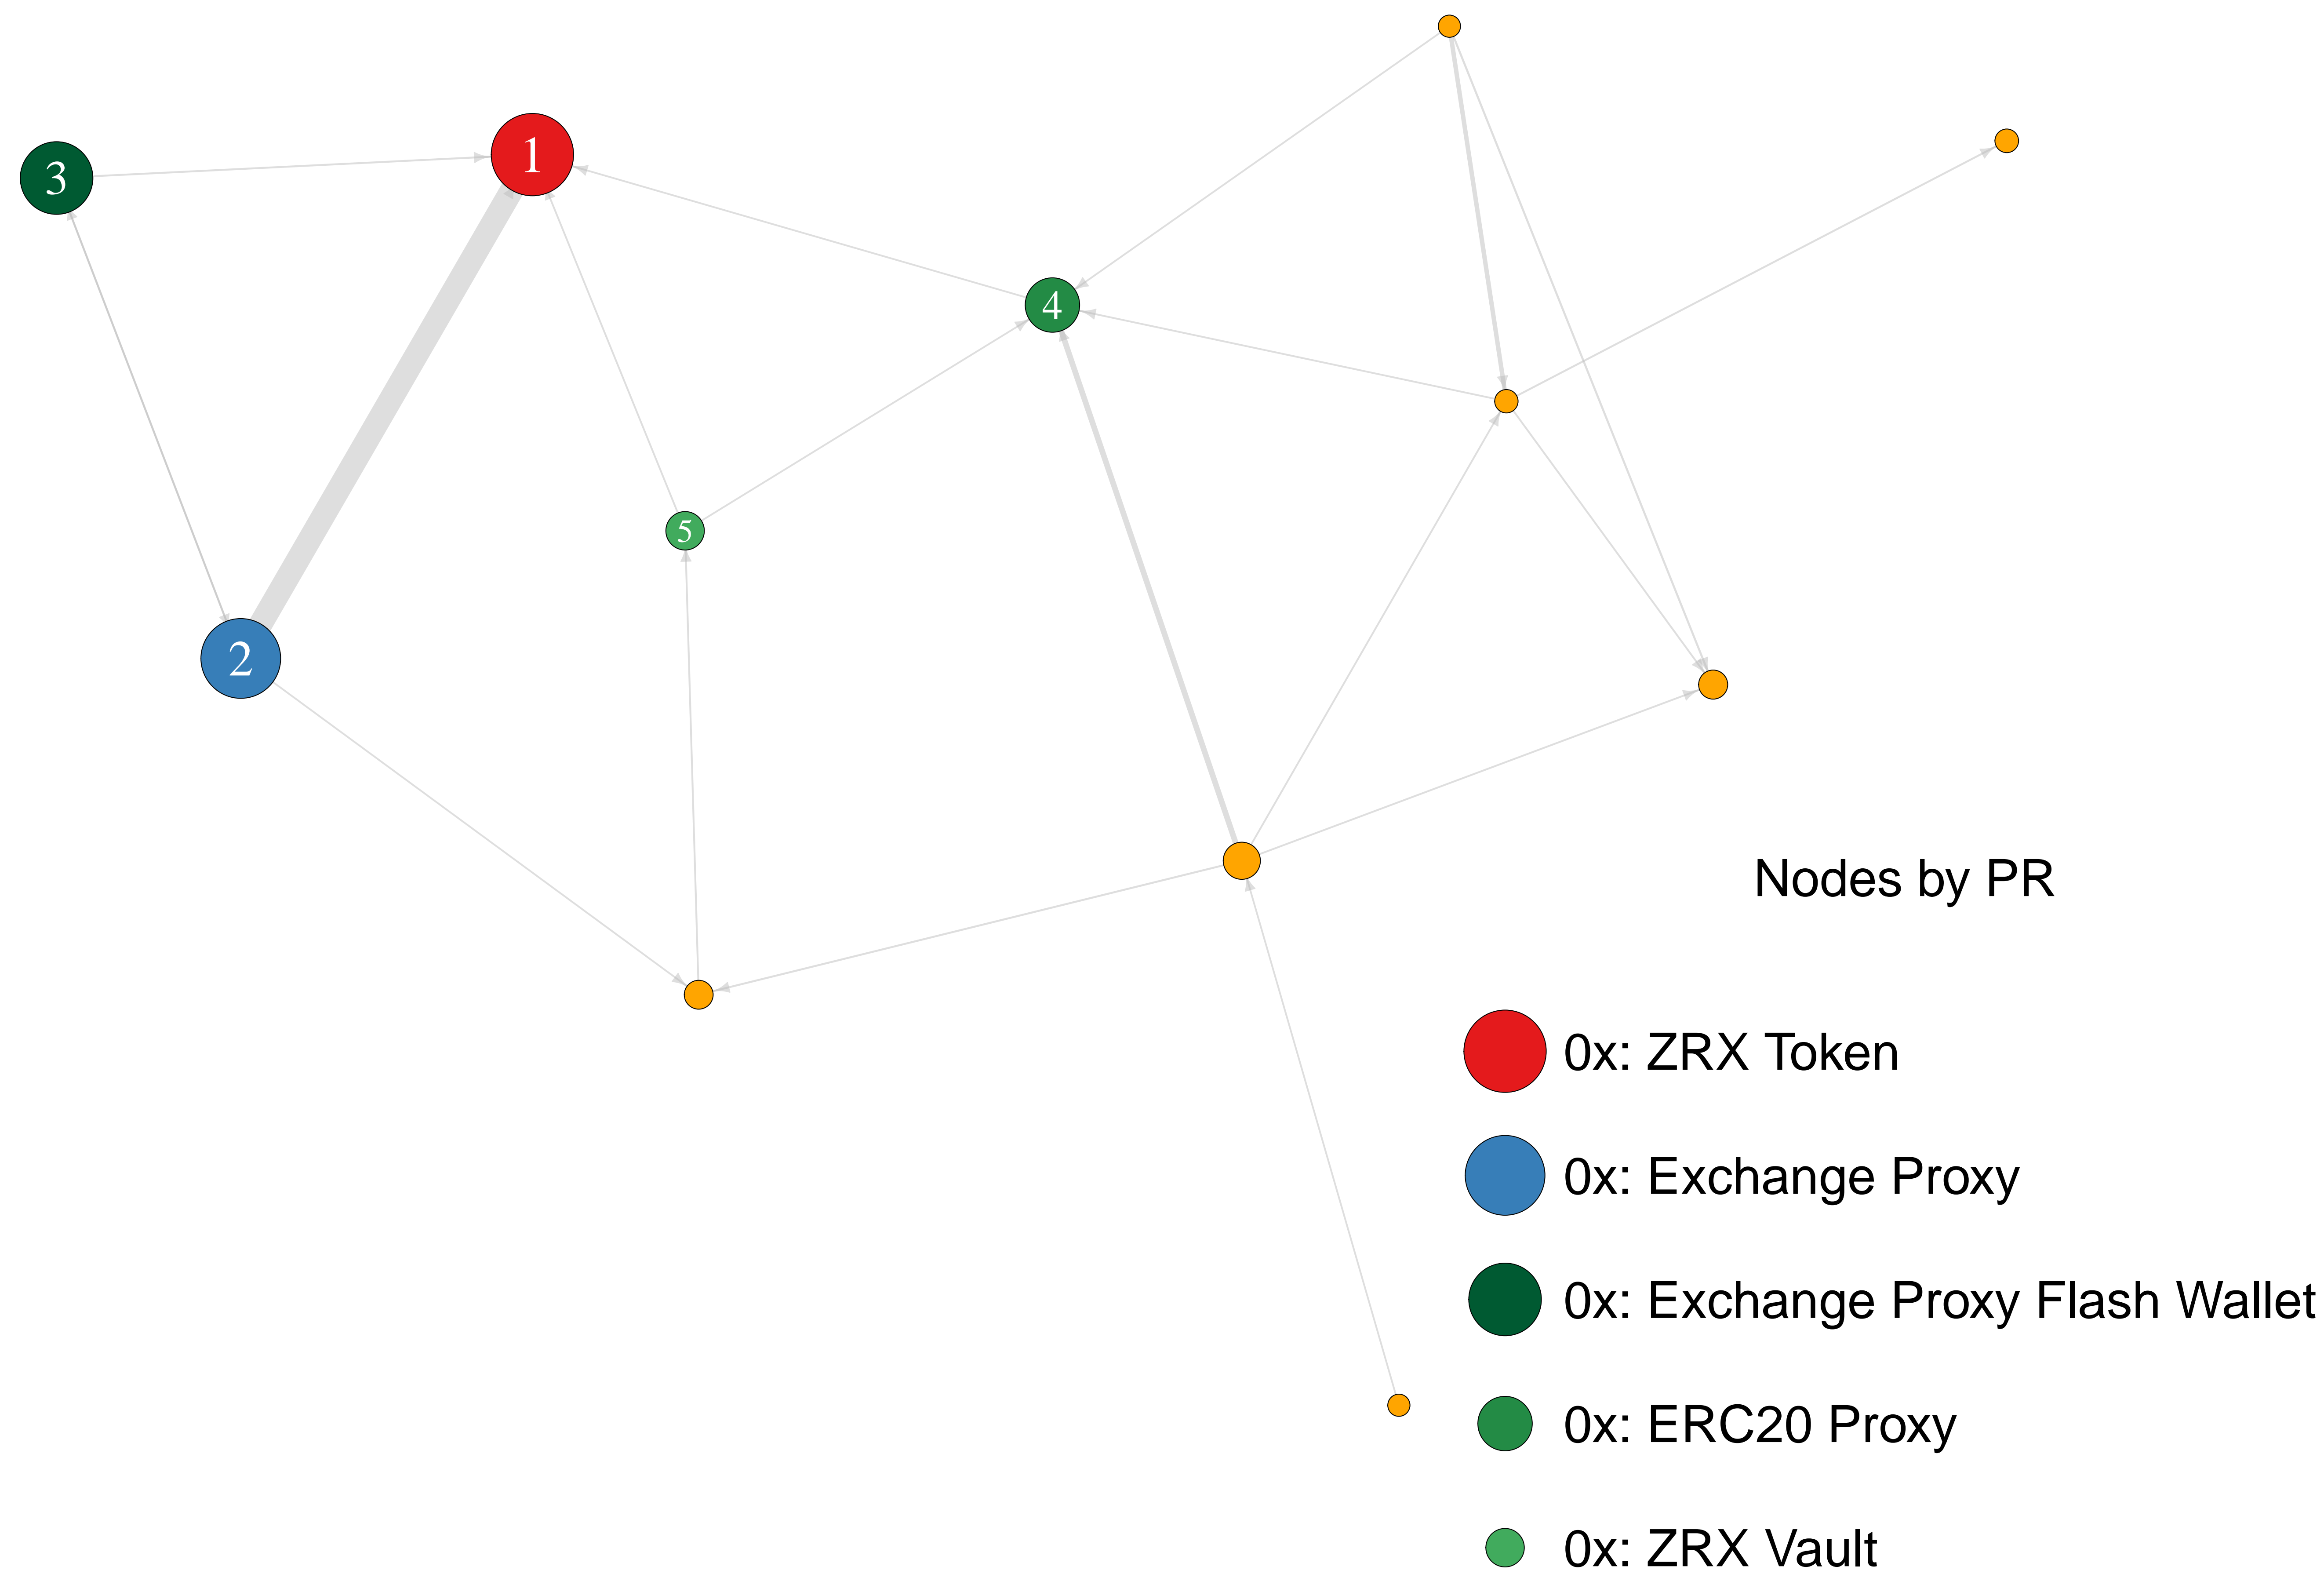 1
3
4
5
2
Nodes by PR
0x: ZRX Token
0x: Exchange Proxy
0x: Exchange Proxy Flash Wallet
0x: ERC20 Proxy
0x: ZRX Vault